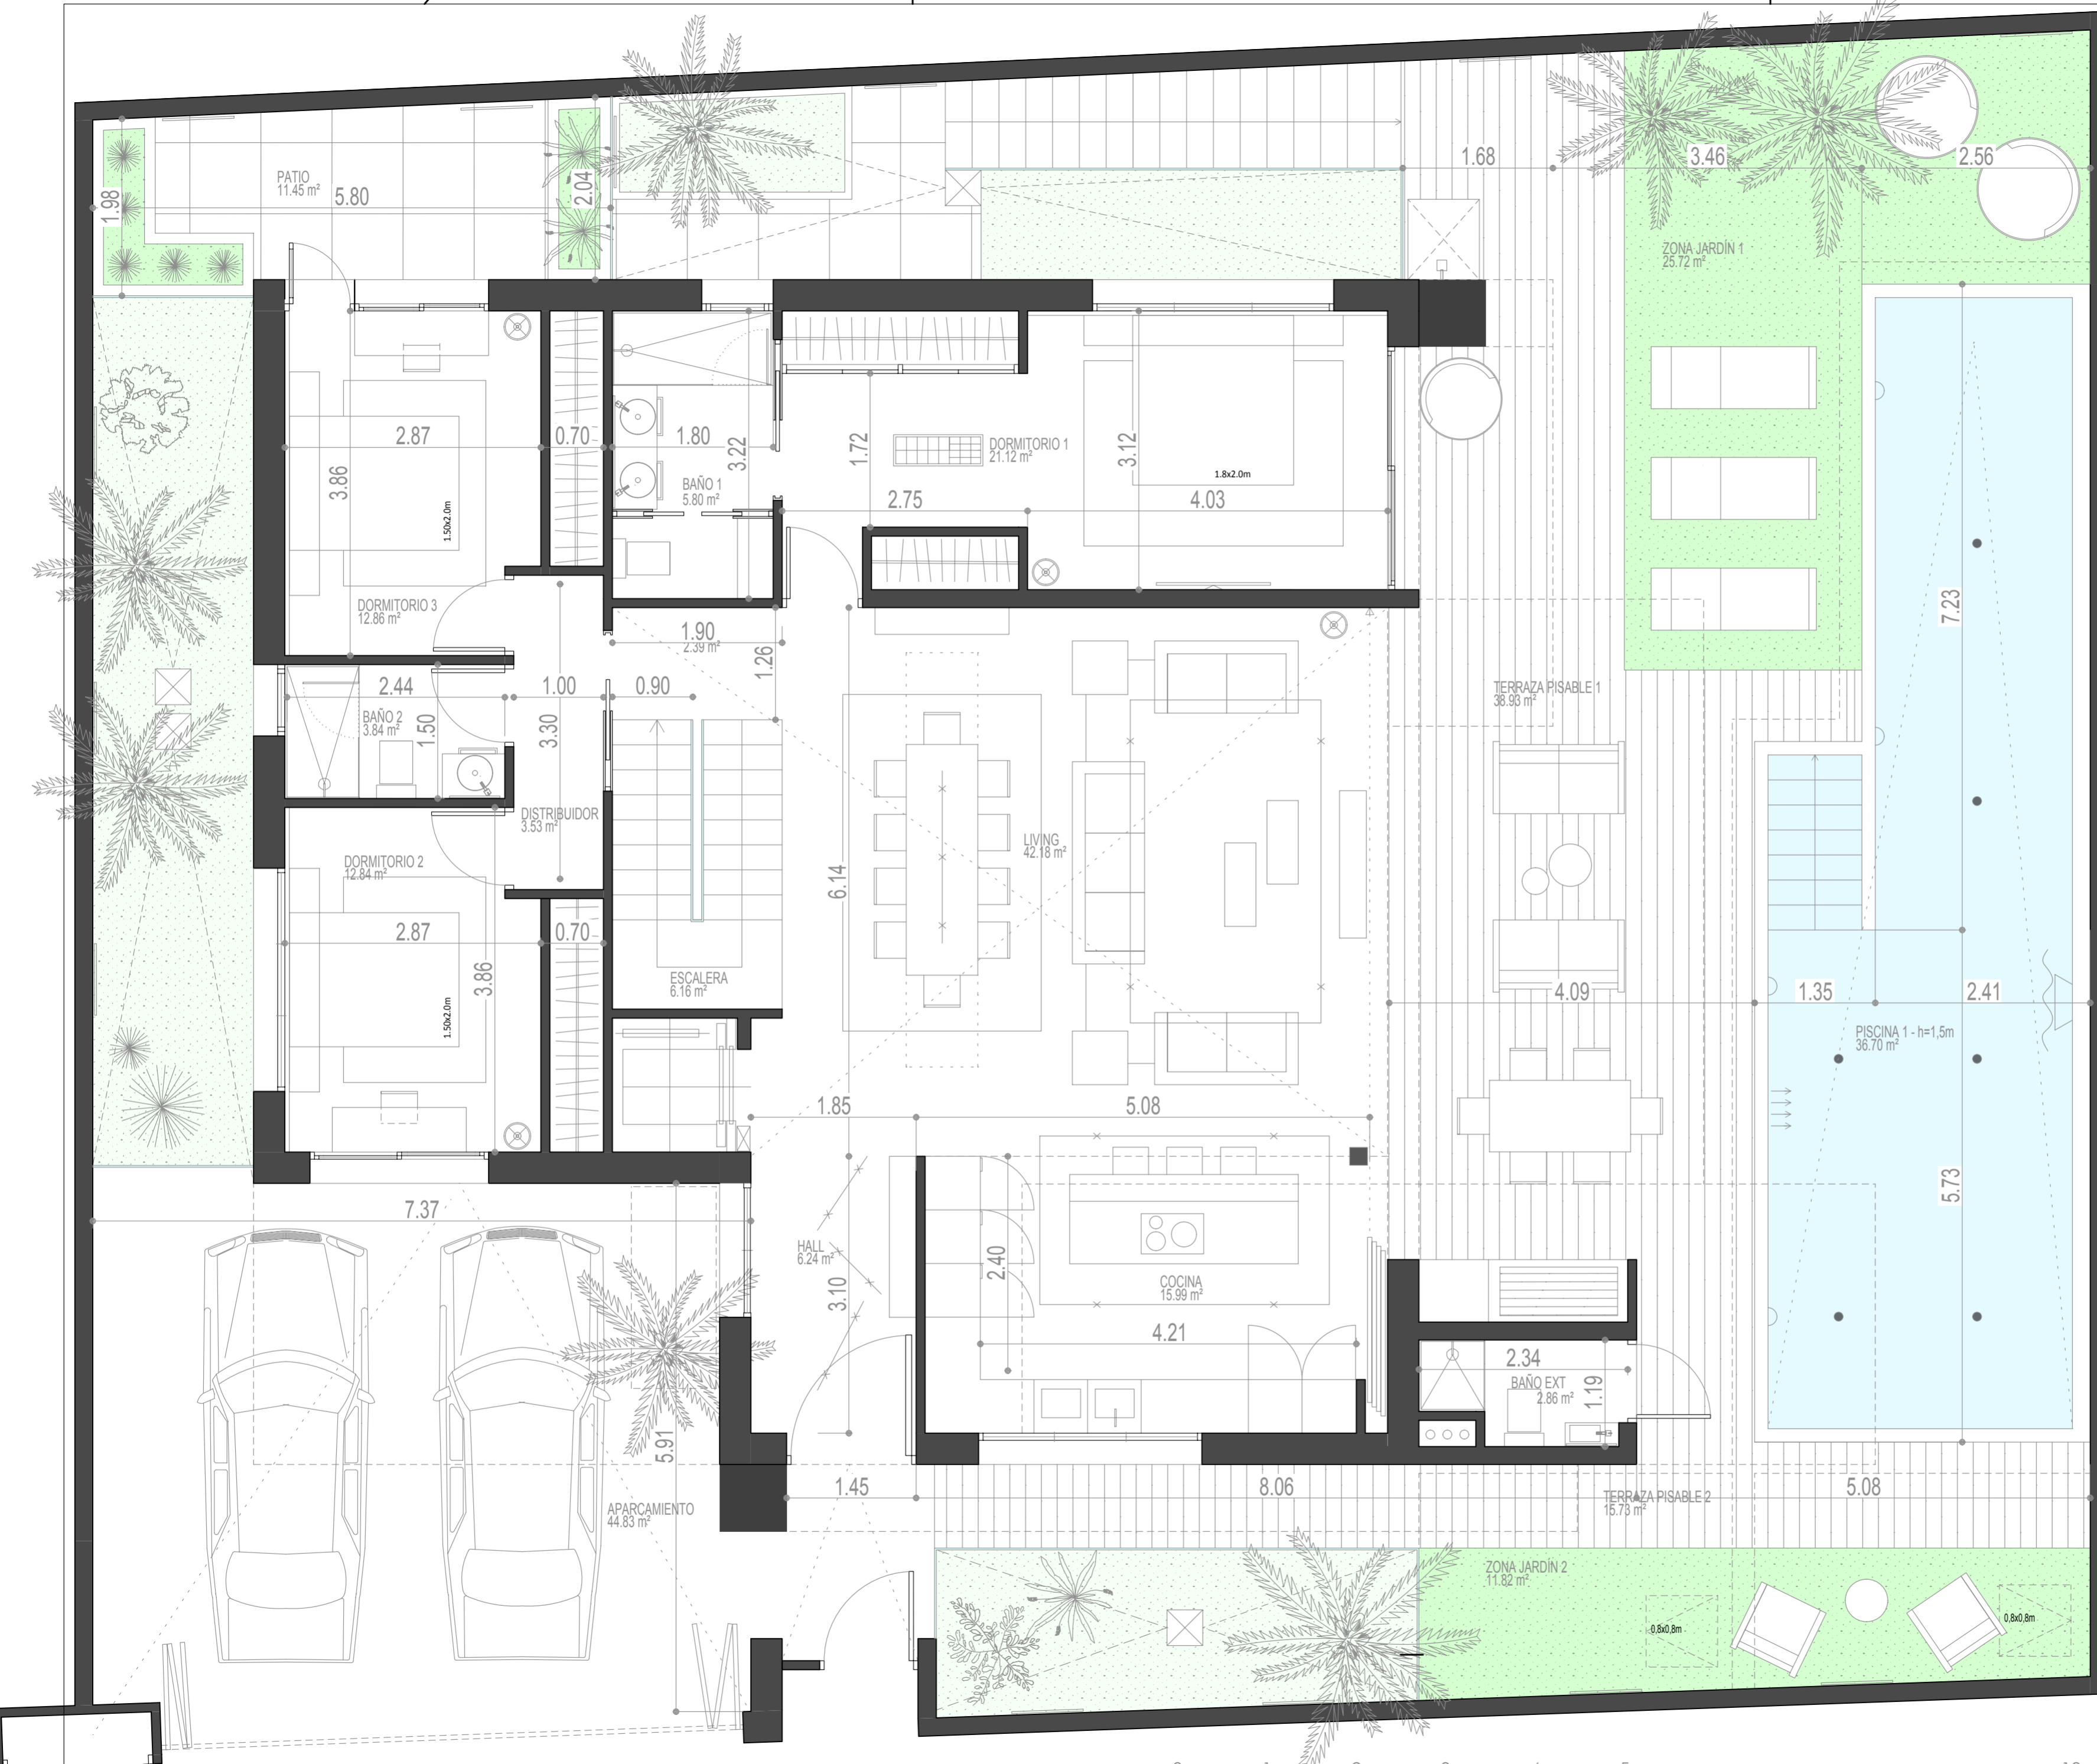 1.68
3.46
2.56
PATIO
11.45 m²
5.80
1.98
2.04
ZONA JARDÍN 1
25.72 m²
2.87
0.70
1.80
3.22
3.86
1.50x2.0m
BAÑO 1
5.80 m²
1.72
DORMITORIO 1
21.12 m²
3.12
1.8x2.0m
2.75
4.03
7.23
DORMITORIO 3
12.86 m²
1.90
2.39 m²
1.26
2.44
1.00
0.90
BAÑO 2
3.84 m²
1.50
3.30
TERRAZA PISABLE 1
38.93 m²
DISTRIBUIDOR
3.53 m²
DORMITORIO 2
12.84 m²
6.14
LIVING
42.18 m²
2.87
0.70
3.86
1.50x2.0m
ESCALERA
6.16 m²
4.09
1.35
2.41
PISCINA 1 - h=1,5m
36.70 m²
1.85
5.08
5.73
7.37
HALL
6.24 m²
3.10
2.40
COCINA
15.99 m²
4.21
2.34
BAÑO EXT
2.86 m²
1.19
5.91
APARCAMIENTO
44.83 m²
1.45
8.06
TERRAZA PISABLE 2
15.73 m²
5.08
ZONA JARDÍN 2
11.82 m²
0,8x0,8m
0,8x0,8m